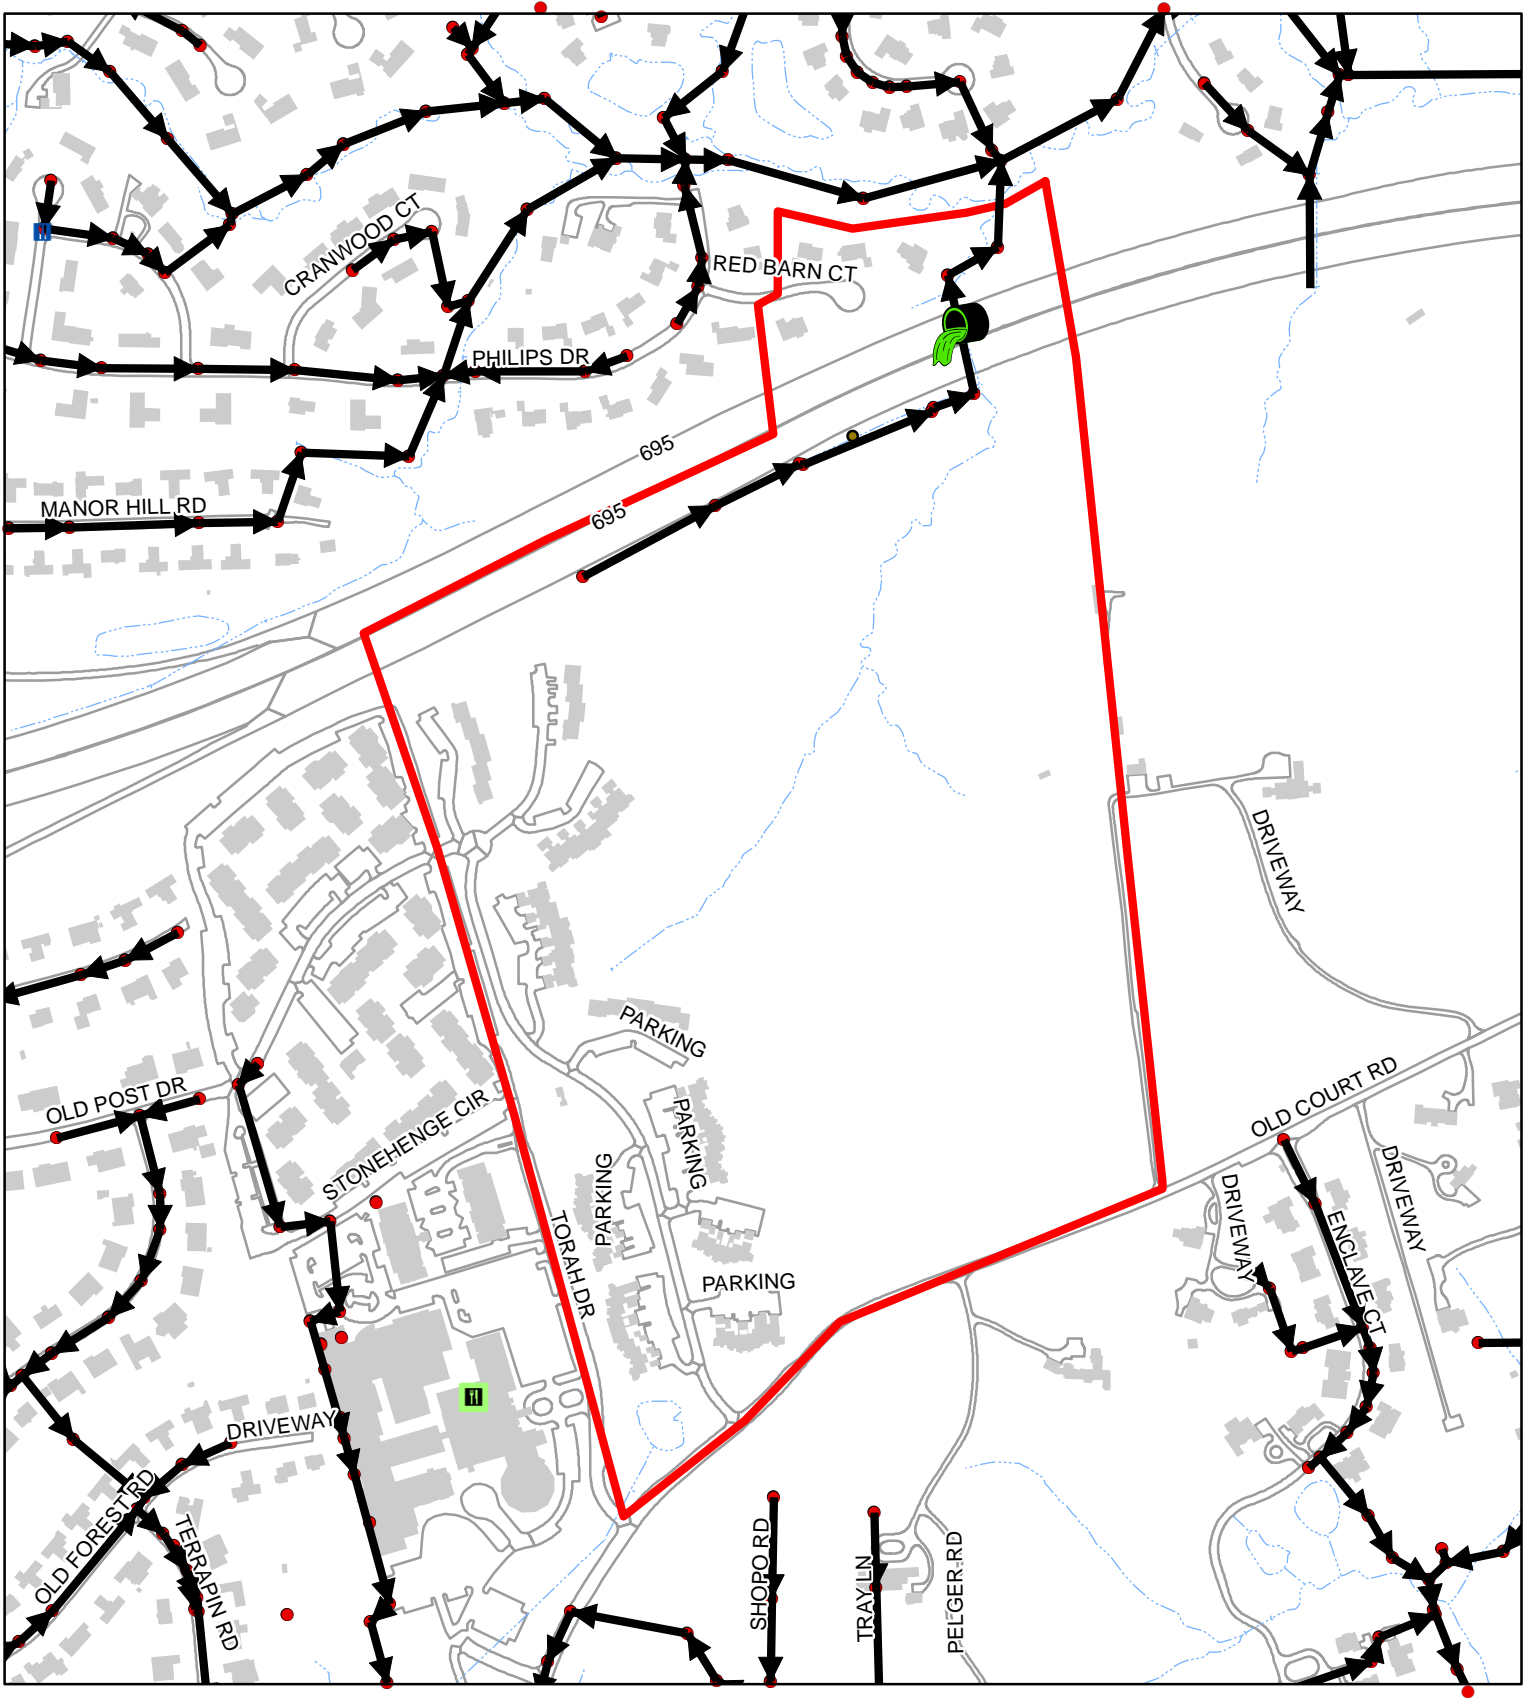 CRANWOOD CT
RED BARN CT
PHILIPS DR
695
MANOR HILL RD
695
DRIVEWAY
PARKING
OLD POST DR
OLD COURT RD
STONEHENGE CIR
PARKING
PARKING
DRIVEWAY
DRIVEWAY
TORAH DR
ENCLAVE CT
PARKING
DRIVEWAY
OLD FOREST RD
TERRAPIN RD
SHOPO RD
TRAY LN
PELGER RD